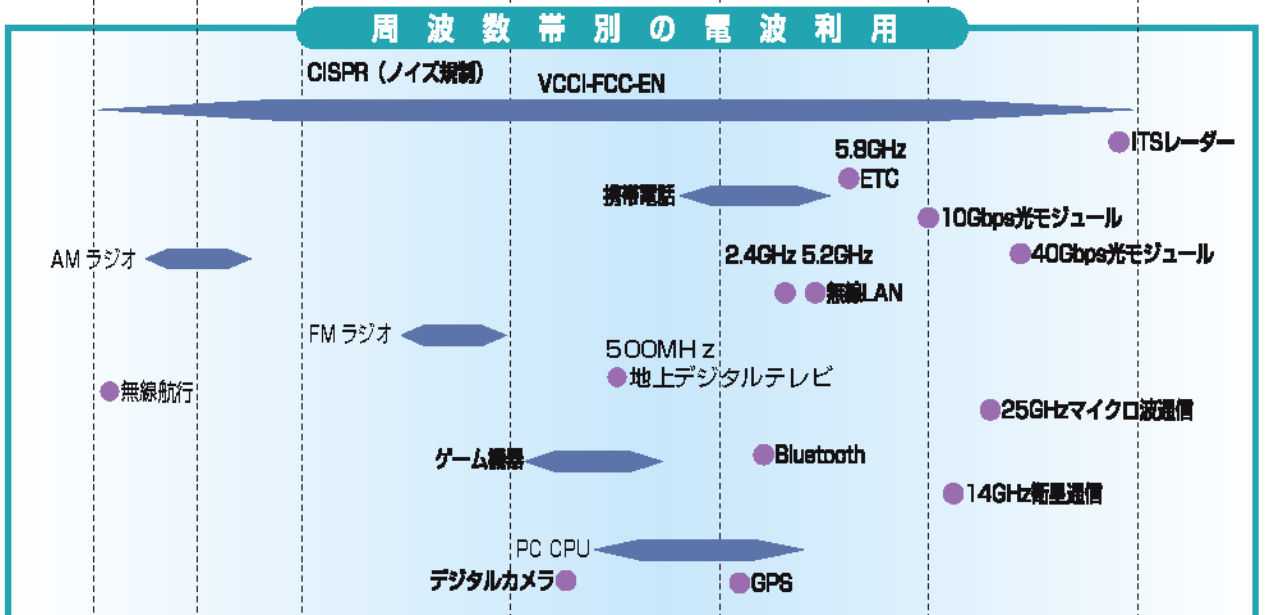 周波数帯別の電波利用
CISPR（ノイズ規制）
VCCI-FCC-EN
ITSレーダー
5.8GHz
ETC
携帯電話
10Gbps光モジュール
AM ラジオ
2.4GHz 5.2GHz
40Gbps光モジュール
無線LAN
FM ラジオ
500MHz
地上デジタルテレビ
無線航行
25GHzマイクロ波通信
ゲーム機器
Bluetooth
14GHz衛星通信
PC CPU
デジタルカメラ
GPS